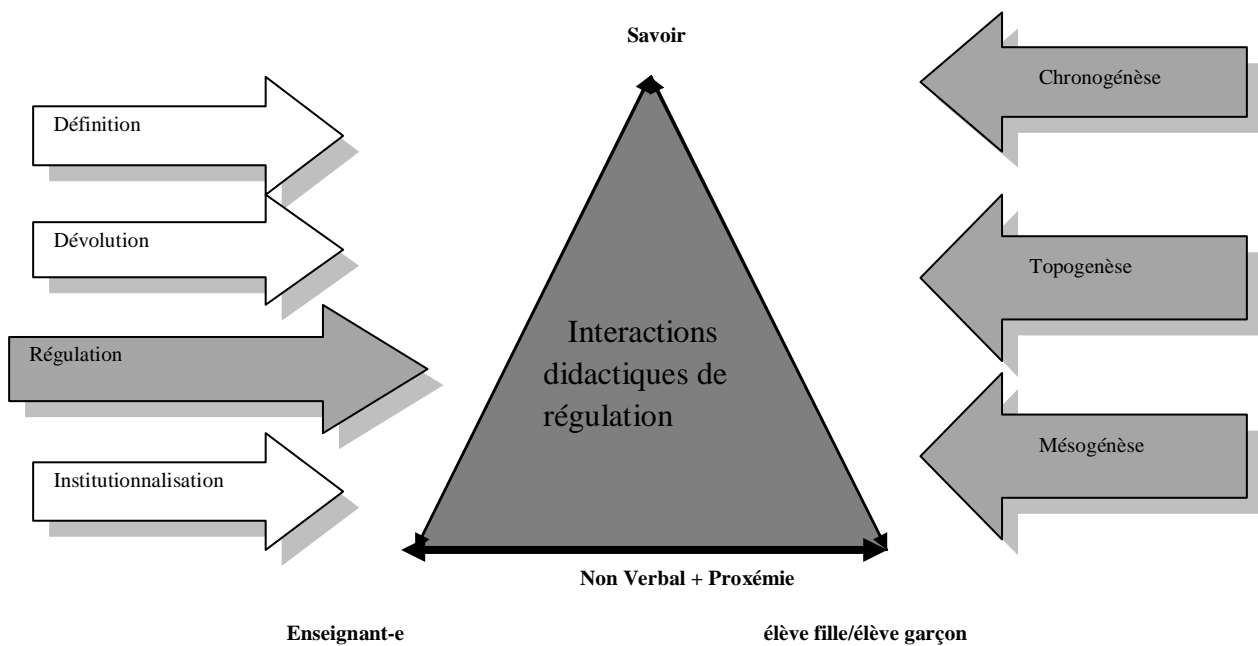 Savoir
Définition
Dévolution
Régulation
Institutionnalisation
Interactions
didactiques de
régulation
Chronogénèse
Topogenèse
Mésogénèse
Non Verbal + Proxémie
Enseignant-e
élève fille/élève garçon